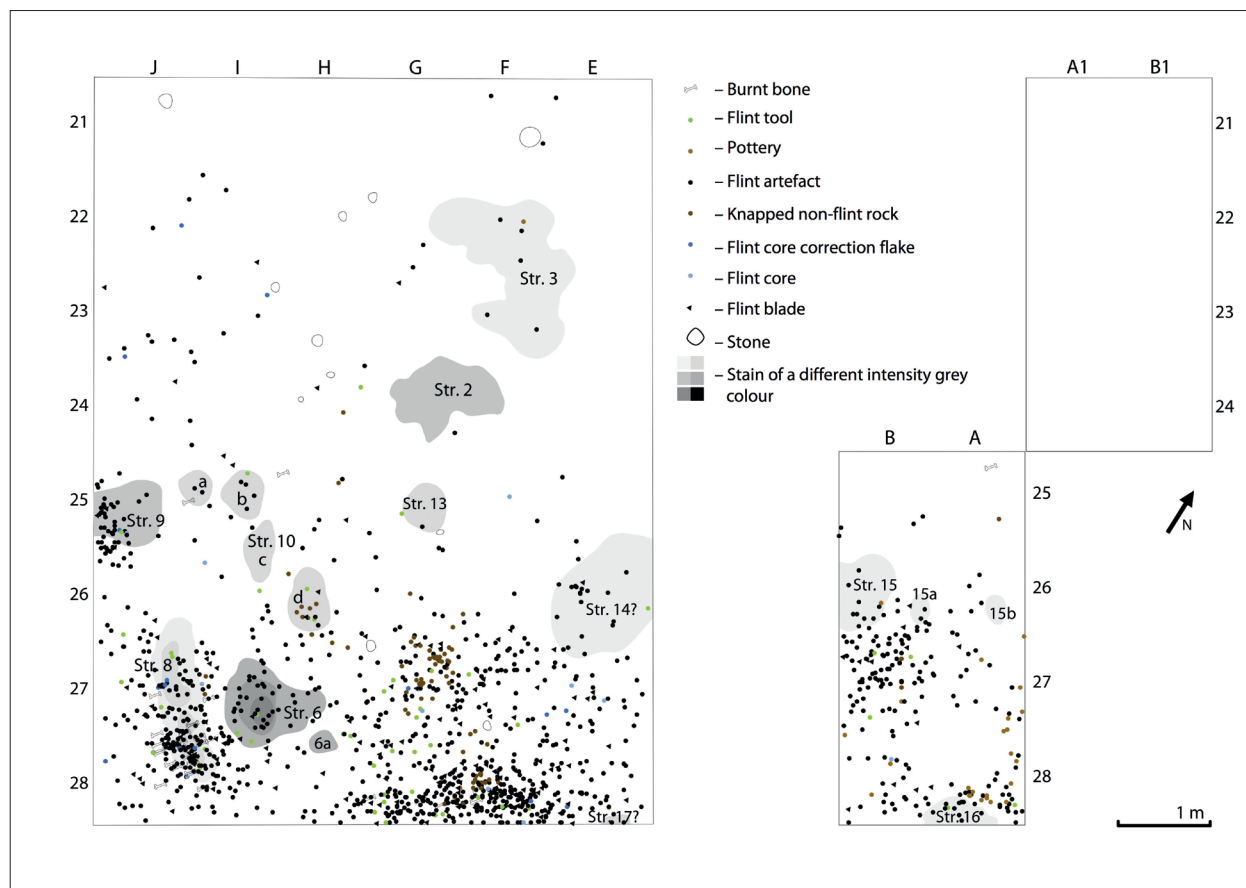 J I H G F E
A1 B1
21
22
23
24
25
26
27
28
– Burnt bone
– Flint tool
– Pottery
– Flint artefact
– Knapped non-flint rock
– Flint core correction flake
– Flint core
– Flint blade
– Stone
– Stain of a different intensity grey
colour
21
22
23
24
B A
25
26
27
28
Str. 3
Str. 2
a
b
Str. 13
Str. 9
Str. 10
c
d
Str. 14?
Str. 8
Str. 6
6a
Str. 17?
Str. 15
15a
15b
Str. 16
N
1 m